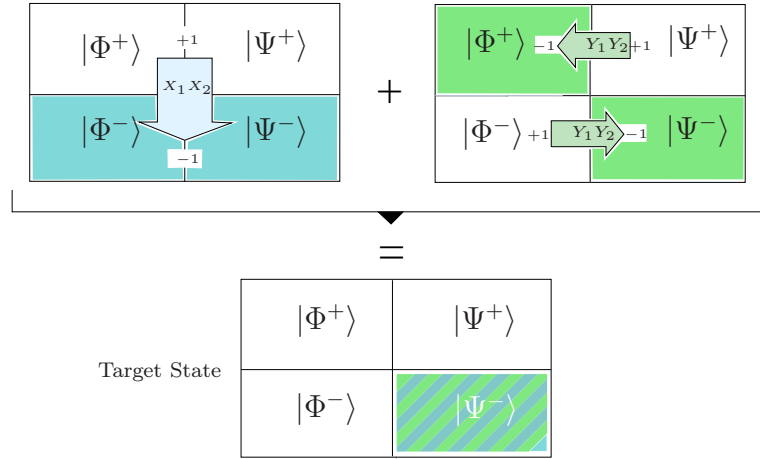 |Φ⁺⟩ +1 |Ψ⁺⟩
X₁X₂
|Φ⁻⟩ |Ψ⁻⟩
−1
+
|Φ⁺⟩ -1 Y₁Y₂ +1 |Ψ⁺⟩
|Φ⁻⟩ +1 Y₁Y₂ -1 |Ψ⁻⟩
=
|Φ⁺⟩ |Ψ⁺⟩
Target State
|Φ⁻⟩ |Ψ⁻⟩